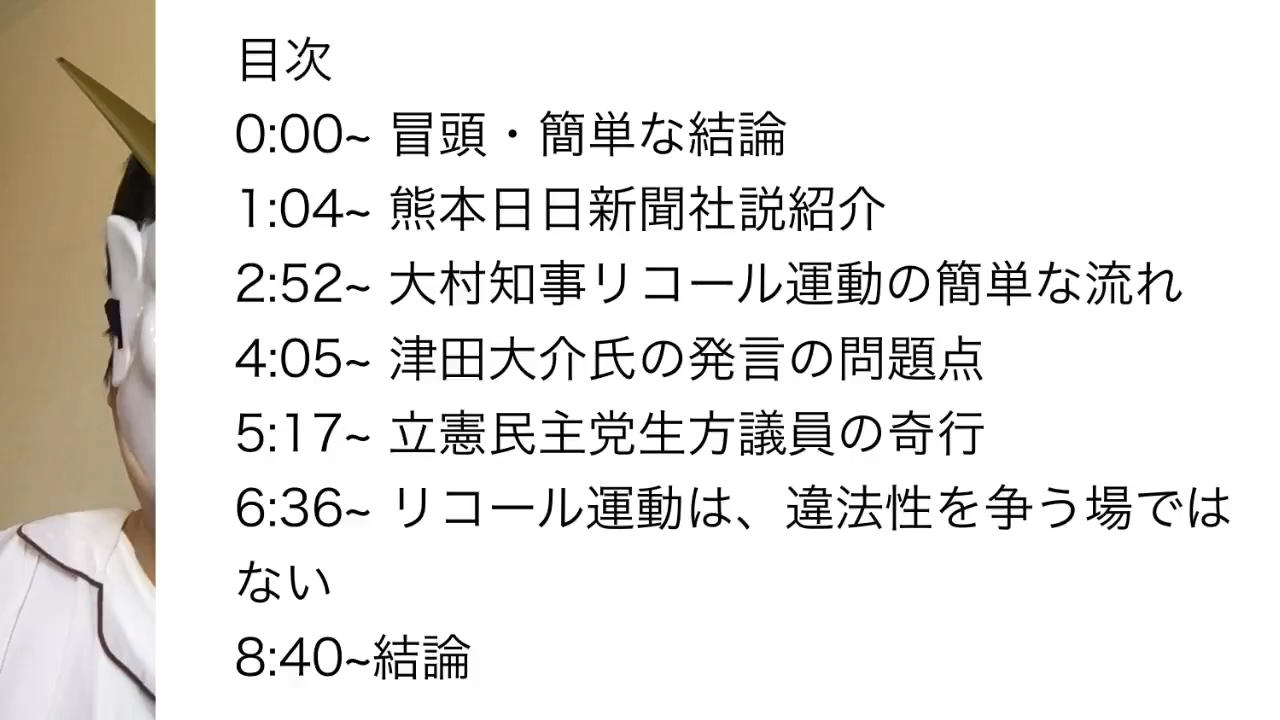 目次
0:00~ 冒頭・簡単な結論
1:04~ 熊本日日新聞社説紹介
2:52~ 大村知事リコール運動の簡単な流れ
4:05~ 津田大介氏の発言の問題点
5:17~ 立憲民主党生方議員の奇行
6:36~ リコール運動は、違法性を争う場では
ない
8:40~結論